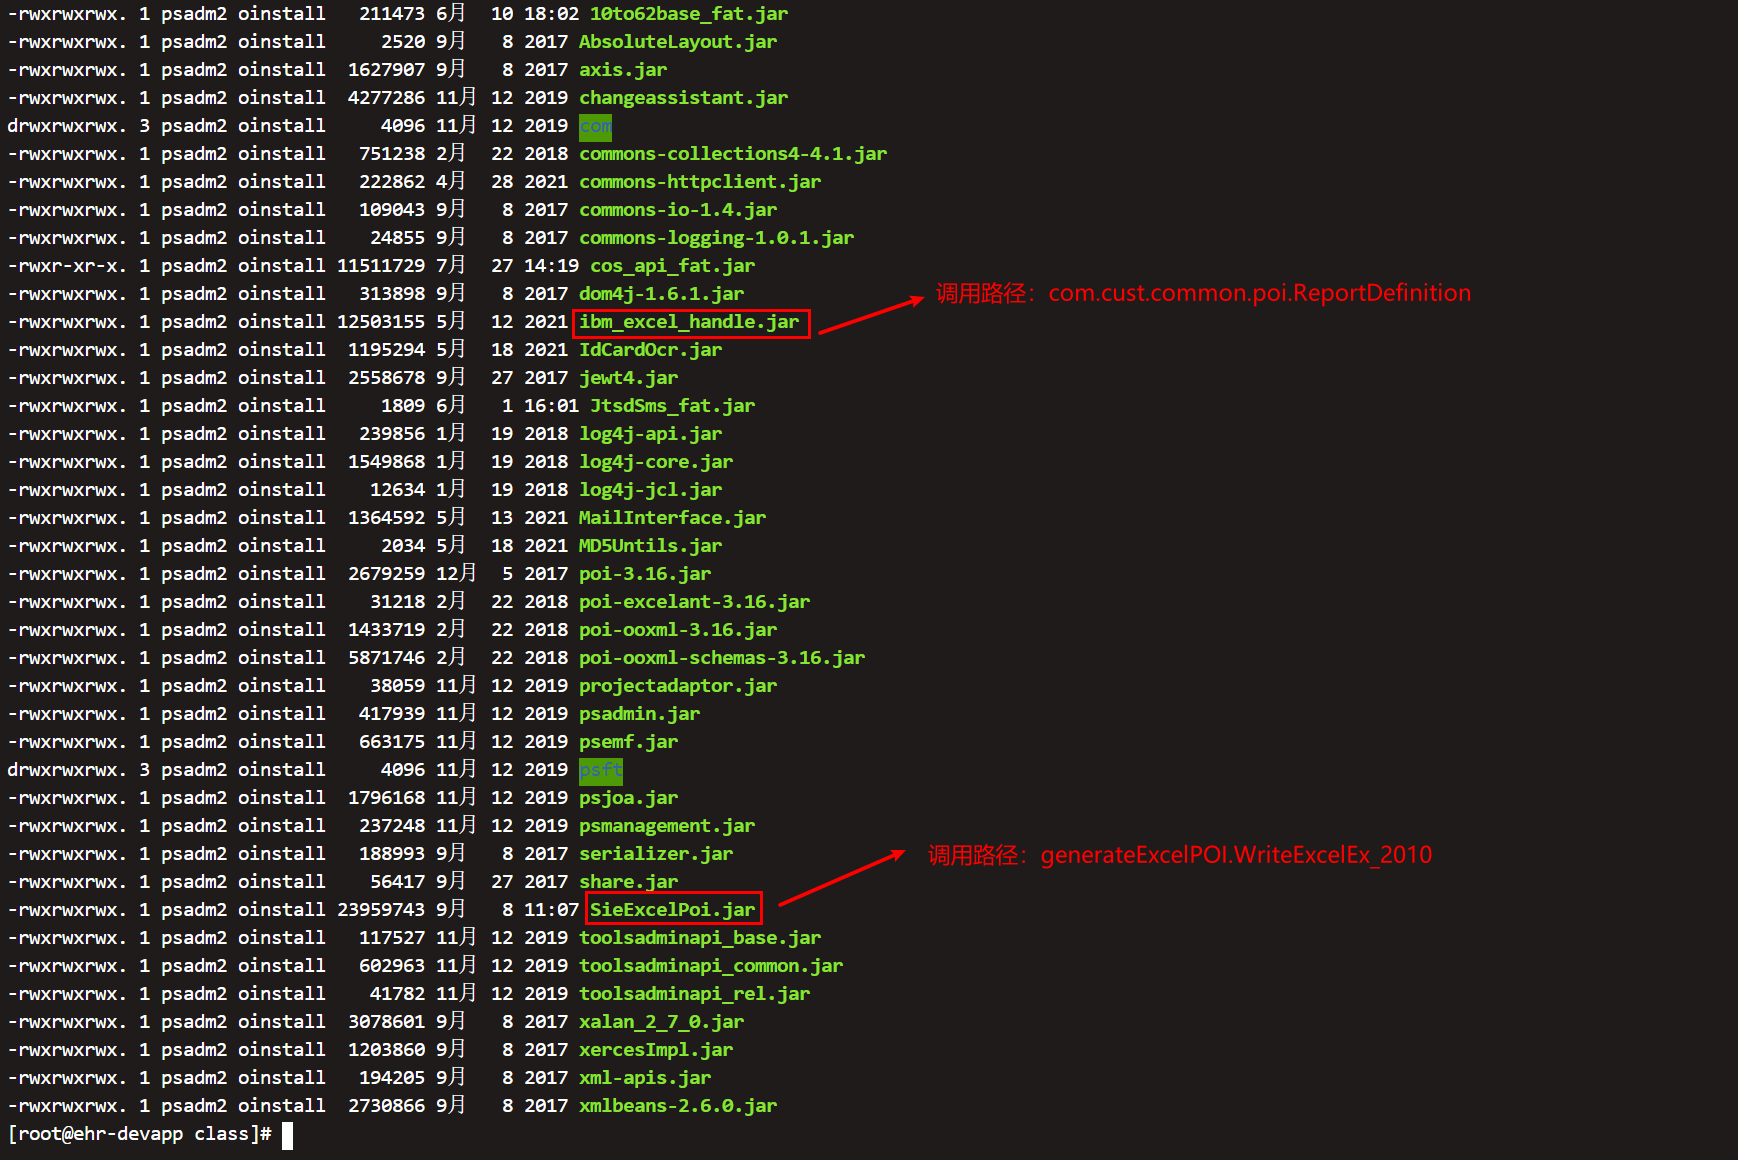 -rwxrwxrwx. 1 psadm2 oinstall   211473 6月  10 18:02 10to62base_fat.jar
-rwxrwxrwx. 1 psadm2 oinstall     2520 9月   8 2017 AbsoluteLayout.jar
-rwxrwxrwx. 1 psadm2 oinstall  1627907 9月   8 2017 axis.jar
-rwxrwxrwx. 1 psadm2 oinstall  4277286 11月 12 2019 changeassistant.jar
drwxrwxrwx. 3 psadm2 oinstall     4096 11月 12 2019 com
-rwxrwxrwx. 1 psadm2 oinstall   751238 2月  22 2018 commons-collections4-4.1.jar
-rwxrwxrwx. 1 psadm2 oinstall   222862 4月  28 2021 commons-httpclient.jar
-rwxrwxrwx. 1 psadm2 oinstall   109043 9月   8 2017 commons-io-1.4.jar
-rwxrwxrwx. 1 psadm2 oinstall    24855 9月   8 2017 commons-logging-1.0.1.jar
-rwxr-xr-x. 1 psadm2 oinstall 11511729 7月  27 14:19 cos_api_fat.jar
-rwxrwxrwx. 1 psadm2 oinstall   313898 9月   8 2017 dom4j-1.6.1.jar
调用路径：com.cust.common.poi.ReportDefinition
-rwxrwxrwx. 1 psadm2 oinstall 12503155 5月  12 2021 ibm_excel_handle.jar
-rwxrwxrwx. 1 psadm2 oinstall  1195294 5月  18 2021 IdCardOcr.jar
-rwxrwxrwx. 1 psadm2 oinstall  2558678 9月  27 2017 jewt4.jar
-rwxrwxrwx. 1 psadm2 oinstall     1809 6月   1 16:01 JtsdSms_fat.jar
-rwxrwxrwx. 1 psadm2 oinstall   239856 1月  19 2018 log4j-api.jar
-rwxrwxrwx. 1 psadm2 oinstall  1549868 1月  19 2018 log4j-core.jar
-rwxrwxrwx. 1 psadm2 oinstall    12634 1月  19 2018 log4j-jcl.jar
-rwxrwxrwx. 1 psadm2 oinstall  1364592 5月  13 2021 MailInterface.jar
-rwxrwxrwx. 1 psadm2 oinstall     2034 5月  18 2021 MD5Untils.jar
-rwxrwxrwx. 1 psadm2 oinstall  2679259 12月  5 2017 poi-3.16.jar
-rwxrwxrwx. 1 psadm2 oinstall    31218 2月  22 2018 poi-excelant-3.16.jar
-rwxrwxrwx. 1 psadm2 oinstall  1433719 2月  22 2018 poi-ooxml-3.16.jar
-rwxrwxrwx. 1 psadm2 oinstall  5871746 2月  22 2018 poi-ooxml-schemas-3.16.jar
-rwxrwxrwx. 1 psadm2 oinstall    38059 11月 12 2019 projectadaptor.jar
-rwxrwxrwx. 1 psadm2 oinstall   417939 11月 12 2019 psadmin.jar
-rwxrwxrwx. 1 psadm2 oinstall   663175 11月 12 2019 psemf.jar
drwxrwxrwx. 3 psadm2 oinstall     4096 11月 12 2019 psft
-rwxrwxrwx. 1 psadm2 oinstall  1796168 11月 12 2019 psjoa.jar
-rwxrwxrwx. 1 psadm2 oinstall   237248 11月 12 2019 psmanagement.jar
-rwxrwxrwx. 1 psadm2 oinstall   188993 9月   8 2017 serializer.jar
调用路径：generateExcelPOI.WriteExcelEx_2010
-rwxrwxrwx. 1 psadm2 oinstall    56417 9月  27 2017 share.jar
-rwxrwxrwx. 1 psadm2 oinstall 23959743 9月   8 11:07 SieExcelPoi.jar
-rwxrwxrwx. 1 psadm2 oinstall   117527 11月 12 2019 toolsadminapi_base.jar
-rwxrwxrwx. 1 psadm2 oinstall   602963 11月 12 2019 toolsadminapi_common.jar
-rwxrwxrwx. 1 psadm2 oinstall    41782 11月 12 2019 toolsadminapi_rel.jar
-rwxrwxrwx. 1 psadm2 oinstall  3078601 9月   8 2017 xalan_2_7_0.jar
-rwxrwxrwx. 1 psadm2 oinstall  1203860 9月   8 2017 xercesImpl.jar
-rwxrwxrwx. 1 psadm2 oinstall   194205 9月   8 2017 xml-apis.jar
-rwxrwxrwx. 1 psadm2 oinstall  2730866 9月   8 2017 xmlbeans-2.6.0.jar
[root@ehr-devapp class]#